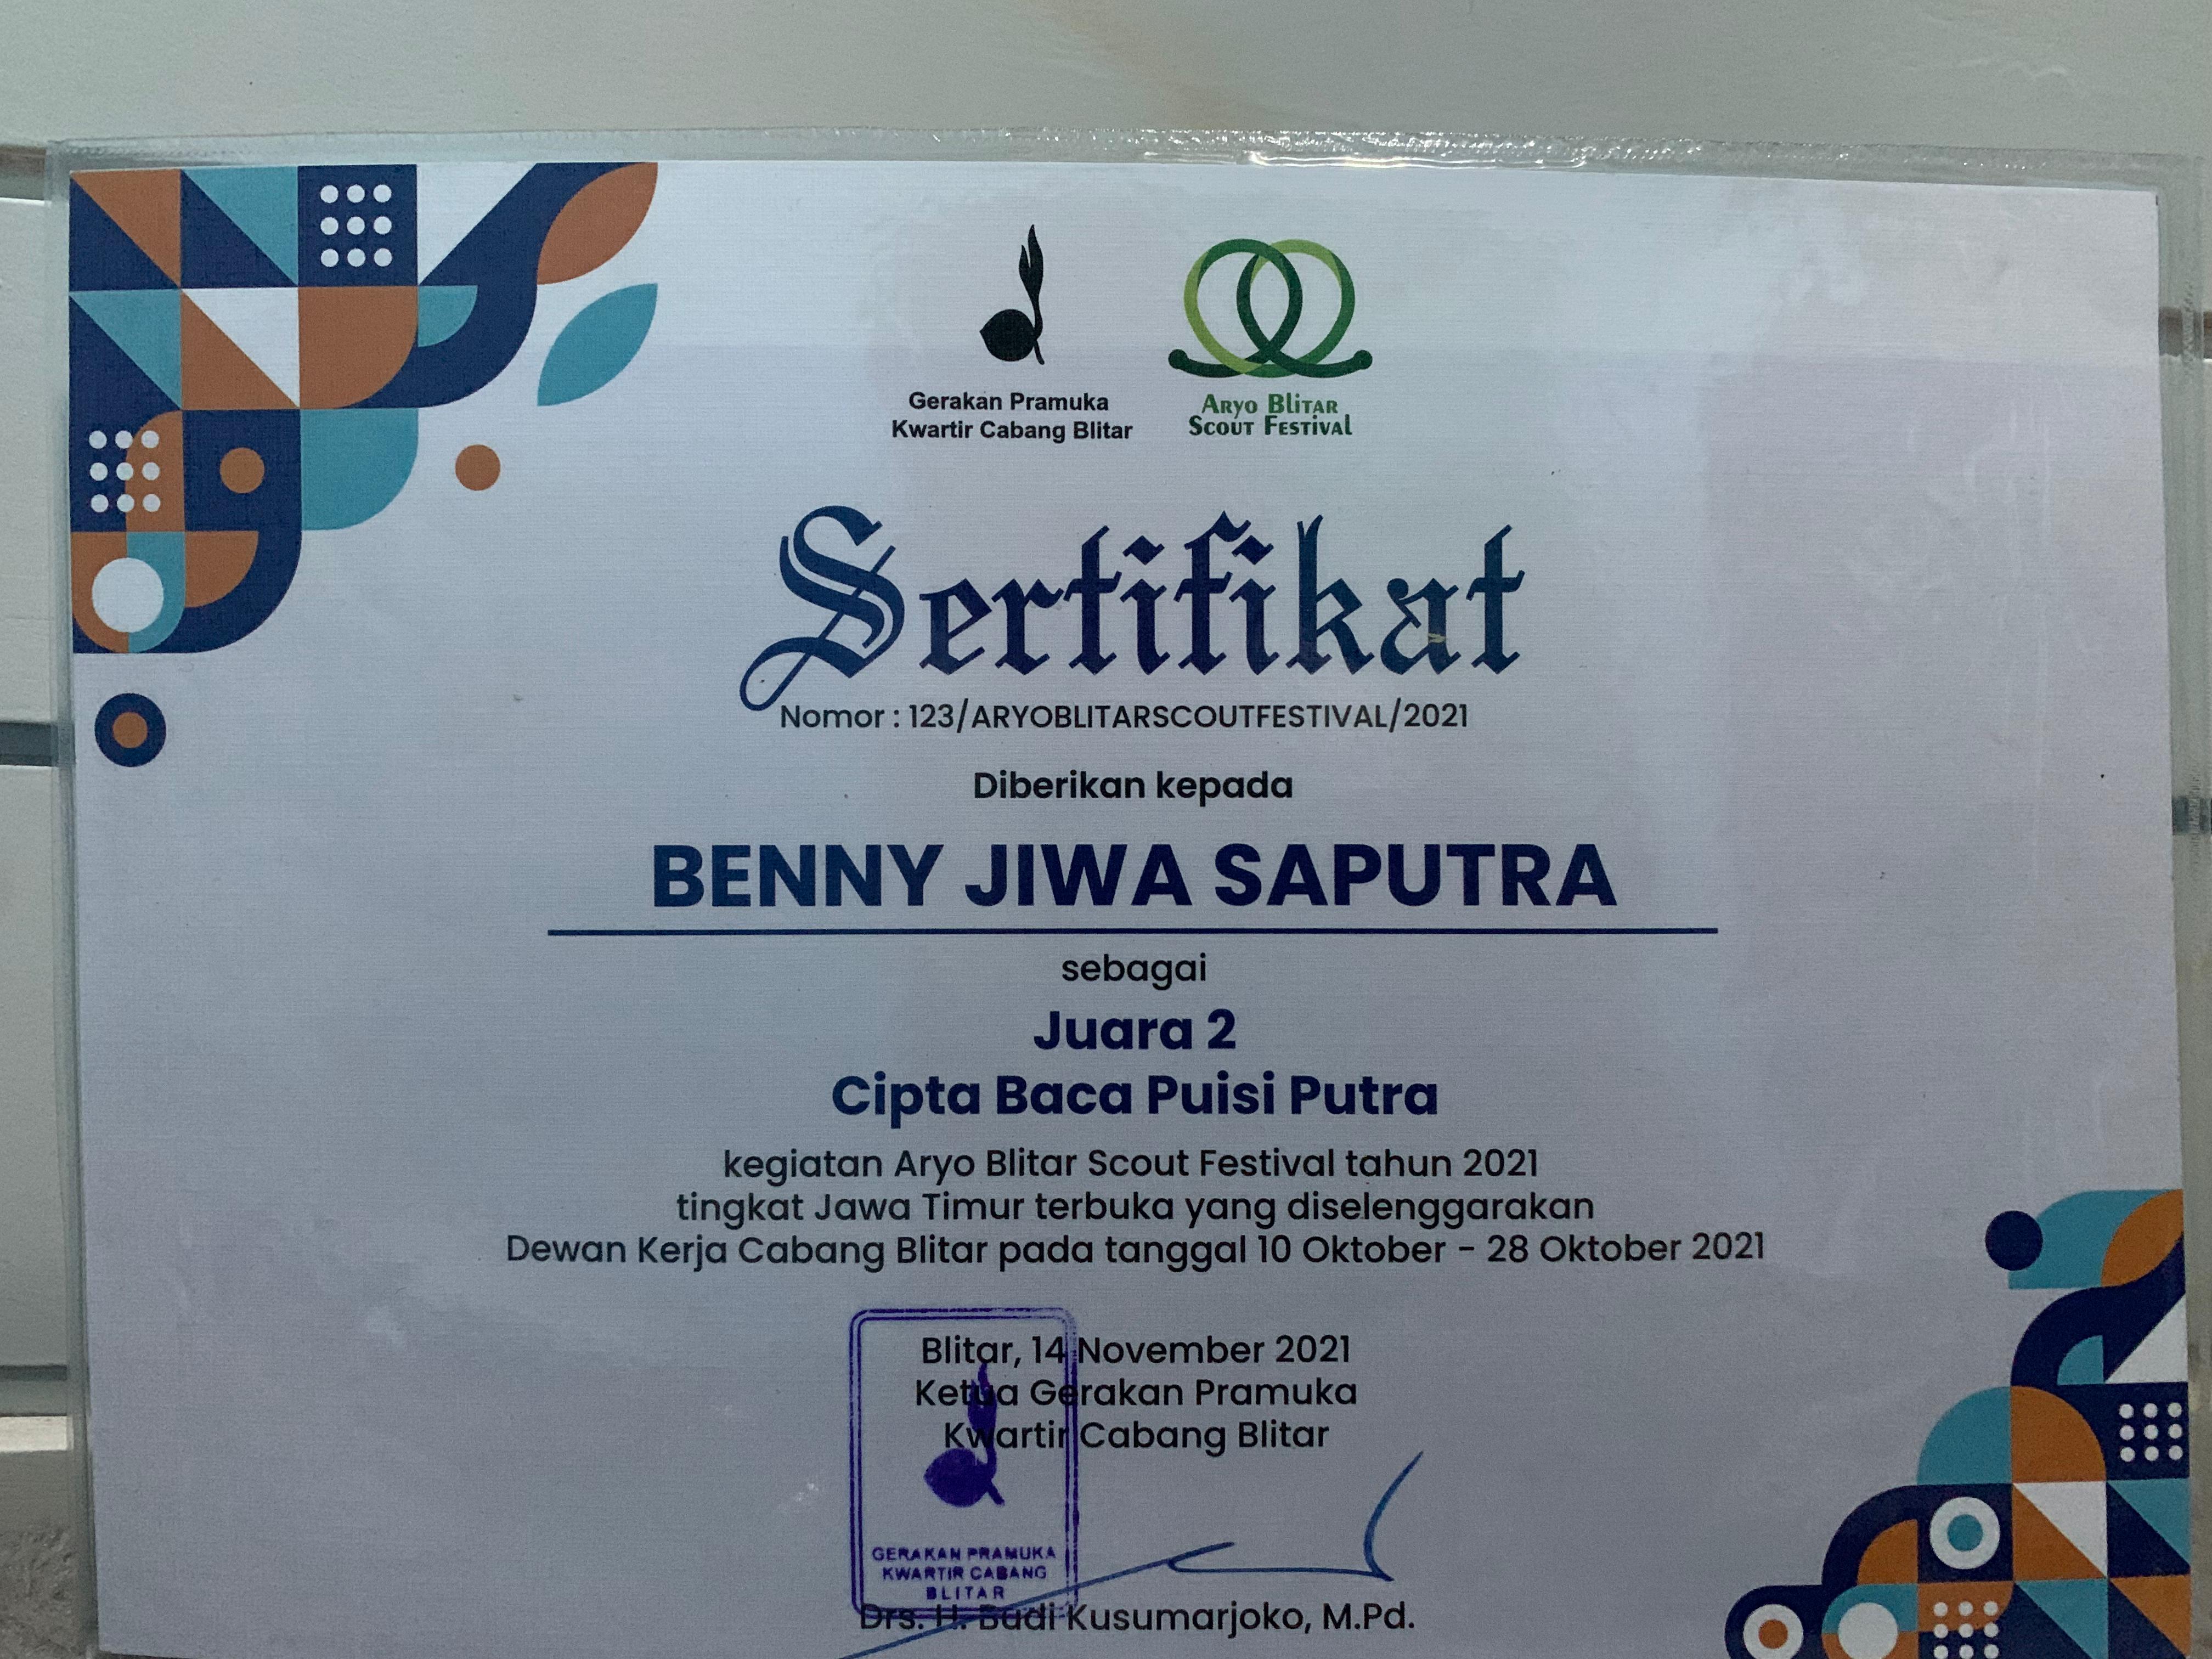 Gerakan Pramuka
Kwartir Cabang Blitar
Aryo Blitar
Scout Festival
Sertifikat
Nomor : 123/ARYOBLITARSCOUTFESTIVAL/2021
Diberikan kepada
BENNY JIWA SAPUTRA
sebagai
Juara 2
Cipta Baca Puisi Putra
kegiatan Aryo Blitar Scout Festival tahun 2021
tingkat Jawa Timur terbuka yang diselenggarakan
Dewan Kerja Cabang Blitar pada tanggal 10 Oktober - 28 Oktober 2021
Blitar, 14 November 2021
Ketua Gerakan Pramuka
Kwartir Cabang Blitar
GERAKAN PRAMUKA
KWARTIR CABANG
BLITAR
Drs. H. Budi Kusumarjoko, M.Pd.